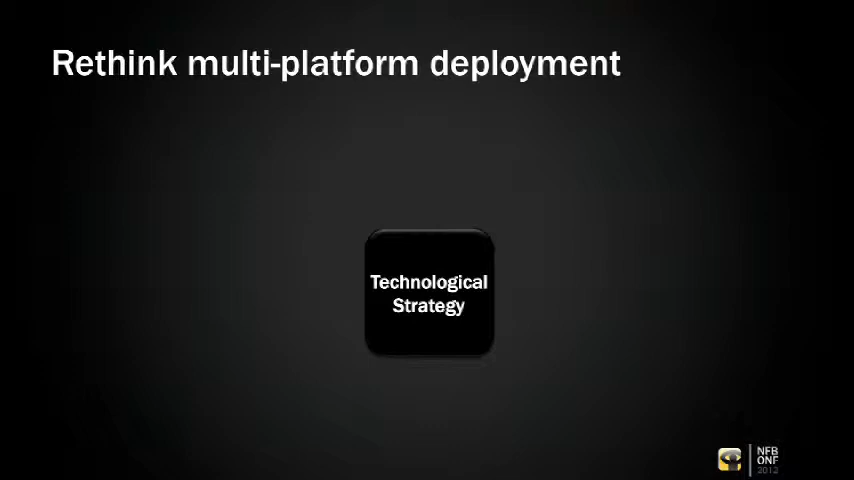 Rethink multi-platform deployment
Technological
Strategy
NFB
ONF
2012